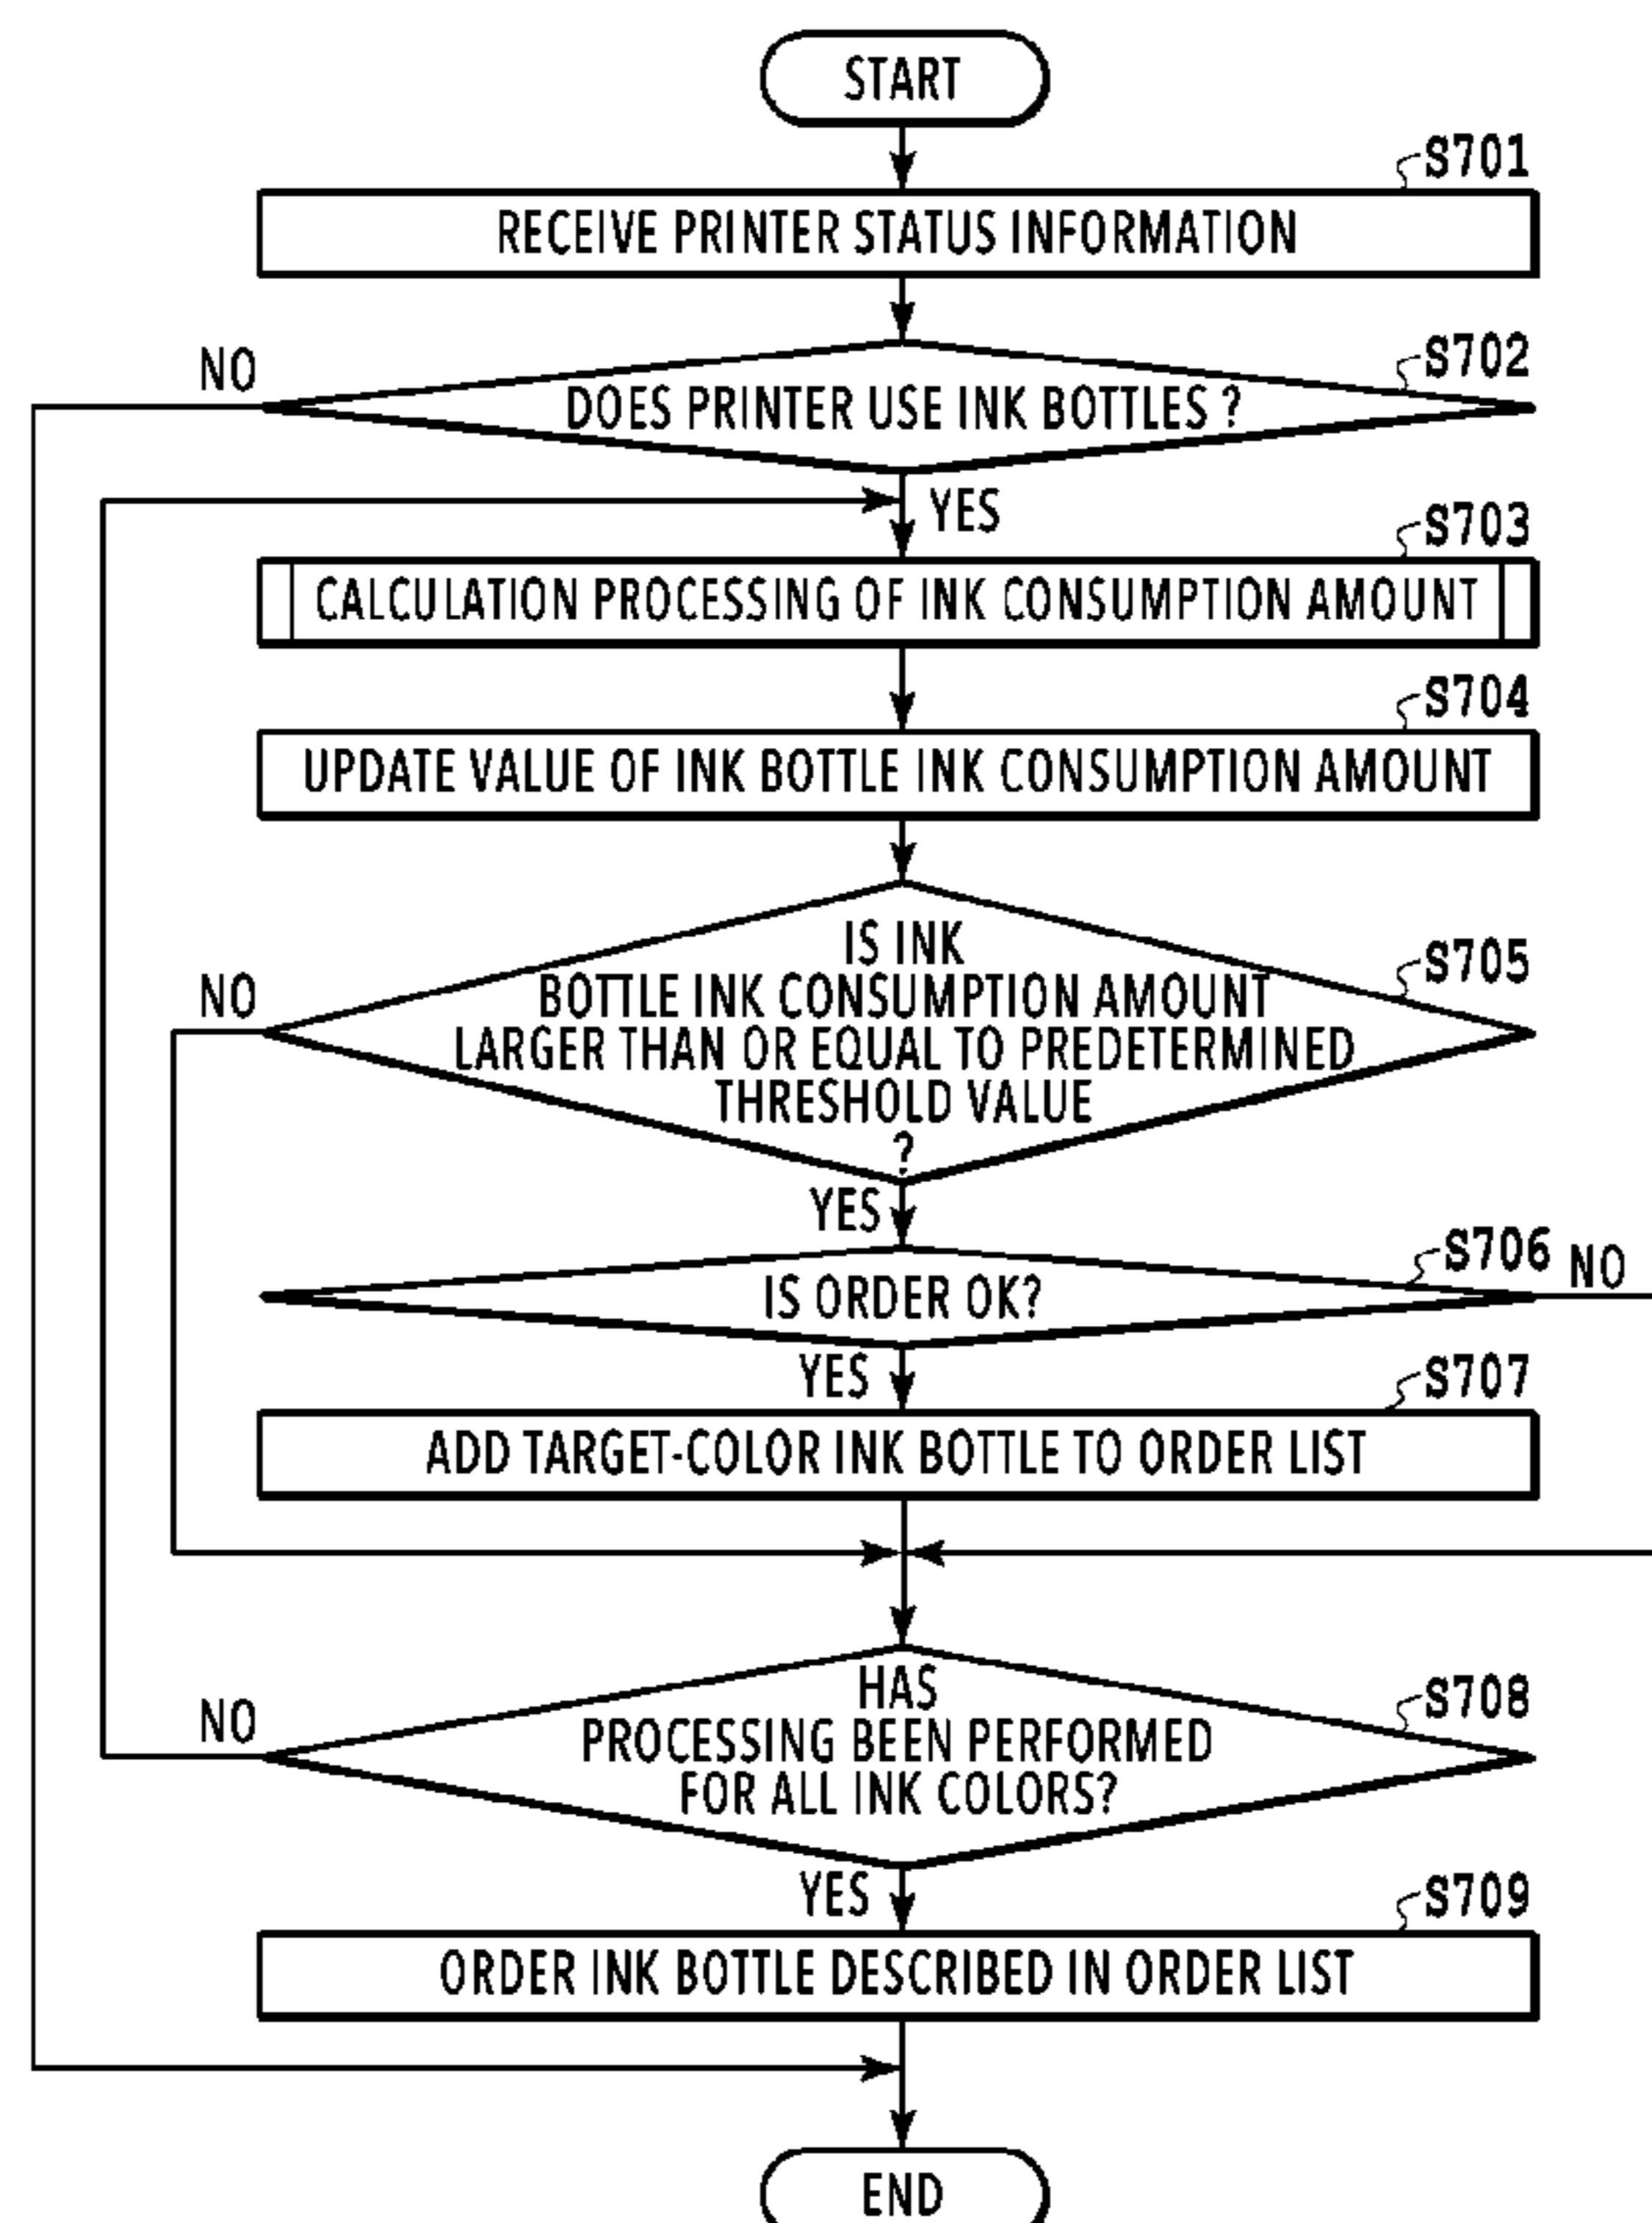 START
S701
RECEIVE PRINTER STATUS INFORMATION
S702
NO
DOES PRINTER USE INK BOTTLES ?
YES
S703
CALCULATION PROCESSING OF INK CONSUMPTION AMOUNT
S704
UPDATE VALUE OF INK BOTTLE INK CONSUMPTION AMOUNT
S705
NO
IS INK
BOTTLE INK CONSUMPTION AMOUNT
LARGER THAN OR EQUAL TO PREDETERMINED
THRESHOLD VALUE
?
YES
S706
NO
IS ORDER OK?
YES
S707
ADD TARGET-COLOR INK BOTTLE TO ORDER LIST
S708
NO
HAS
PROCESSING BEEN PERFORMED
FOR ALL INK COLORS?
YES
S709
ORDER INK BOTTLE DESCRIBED IN ORDER LIST
END